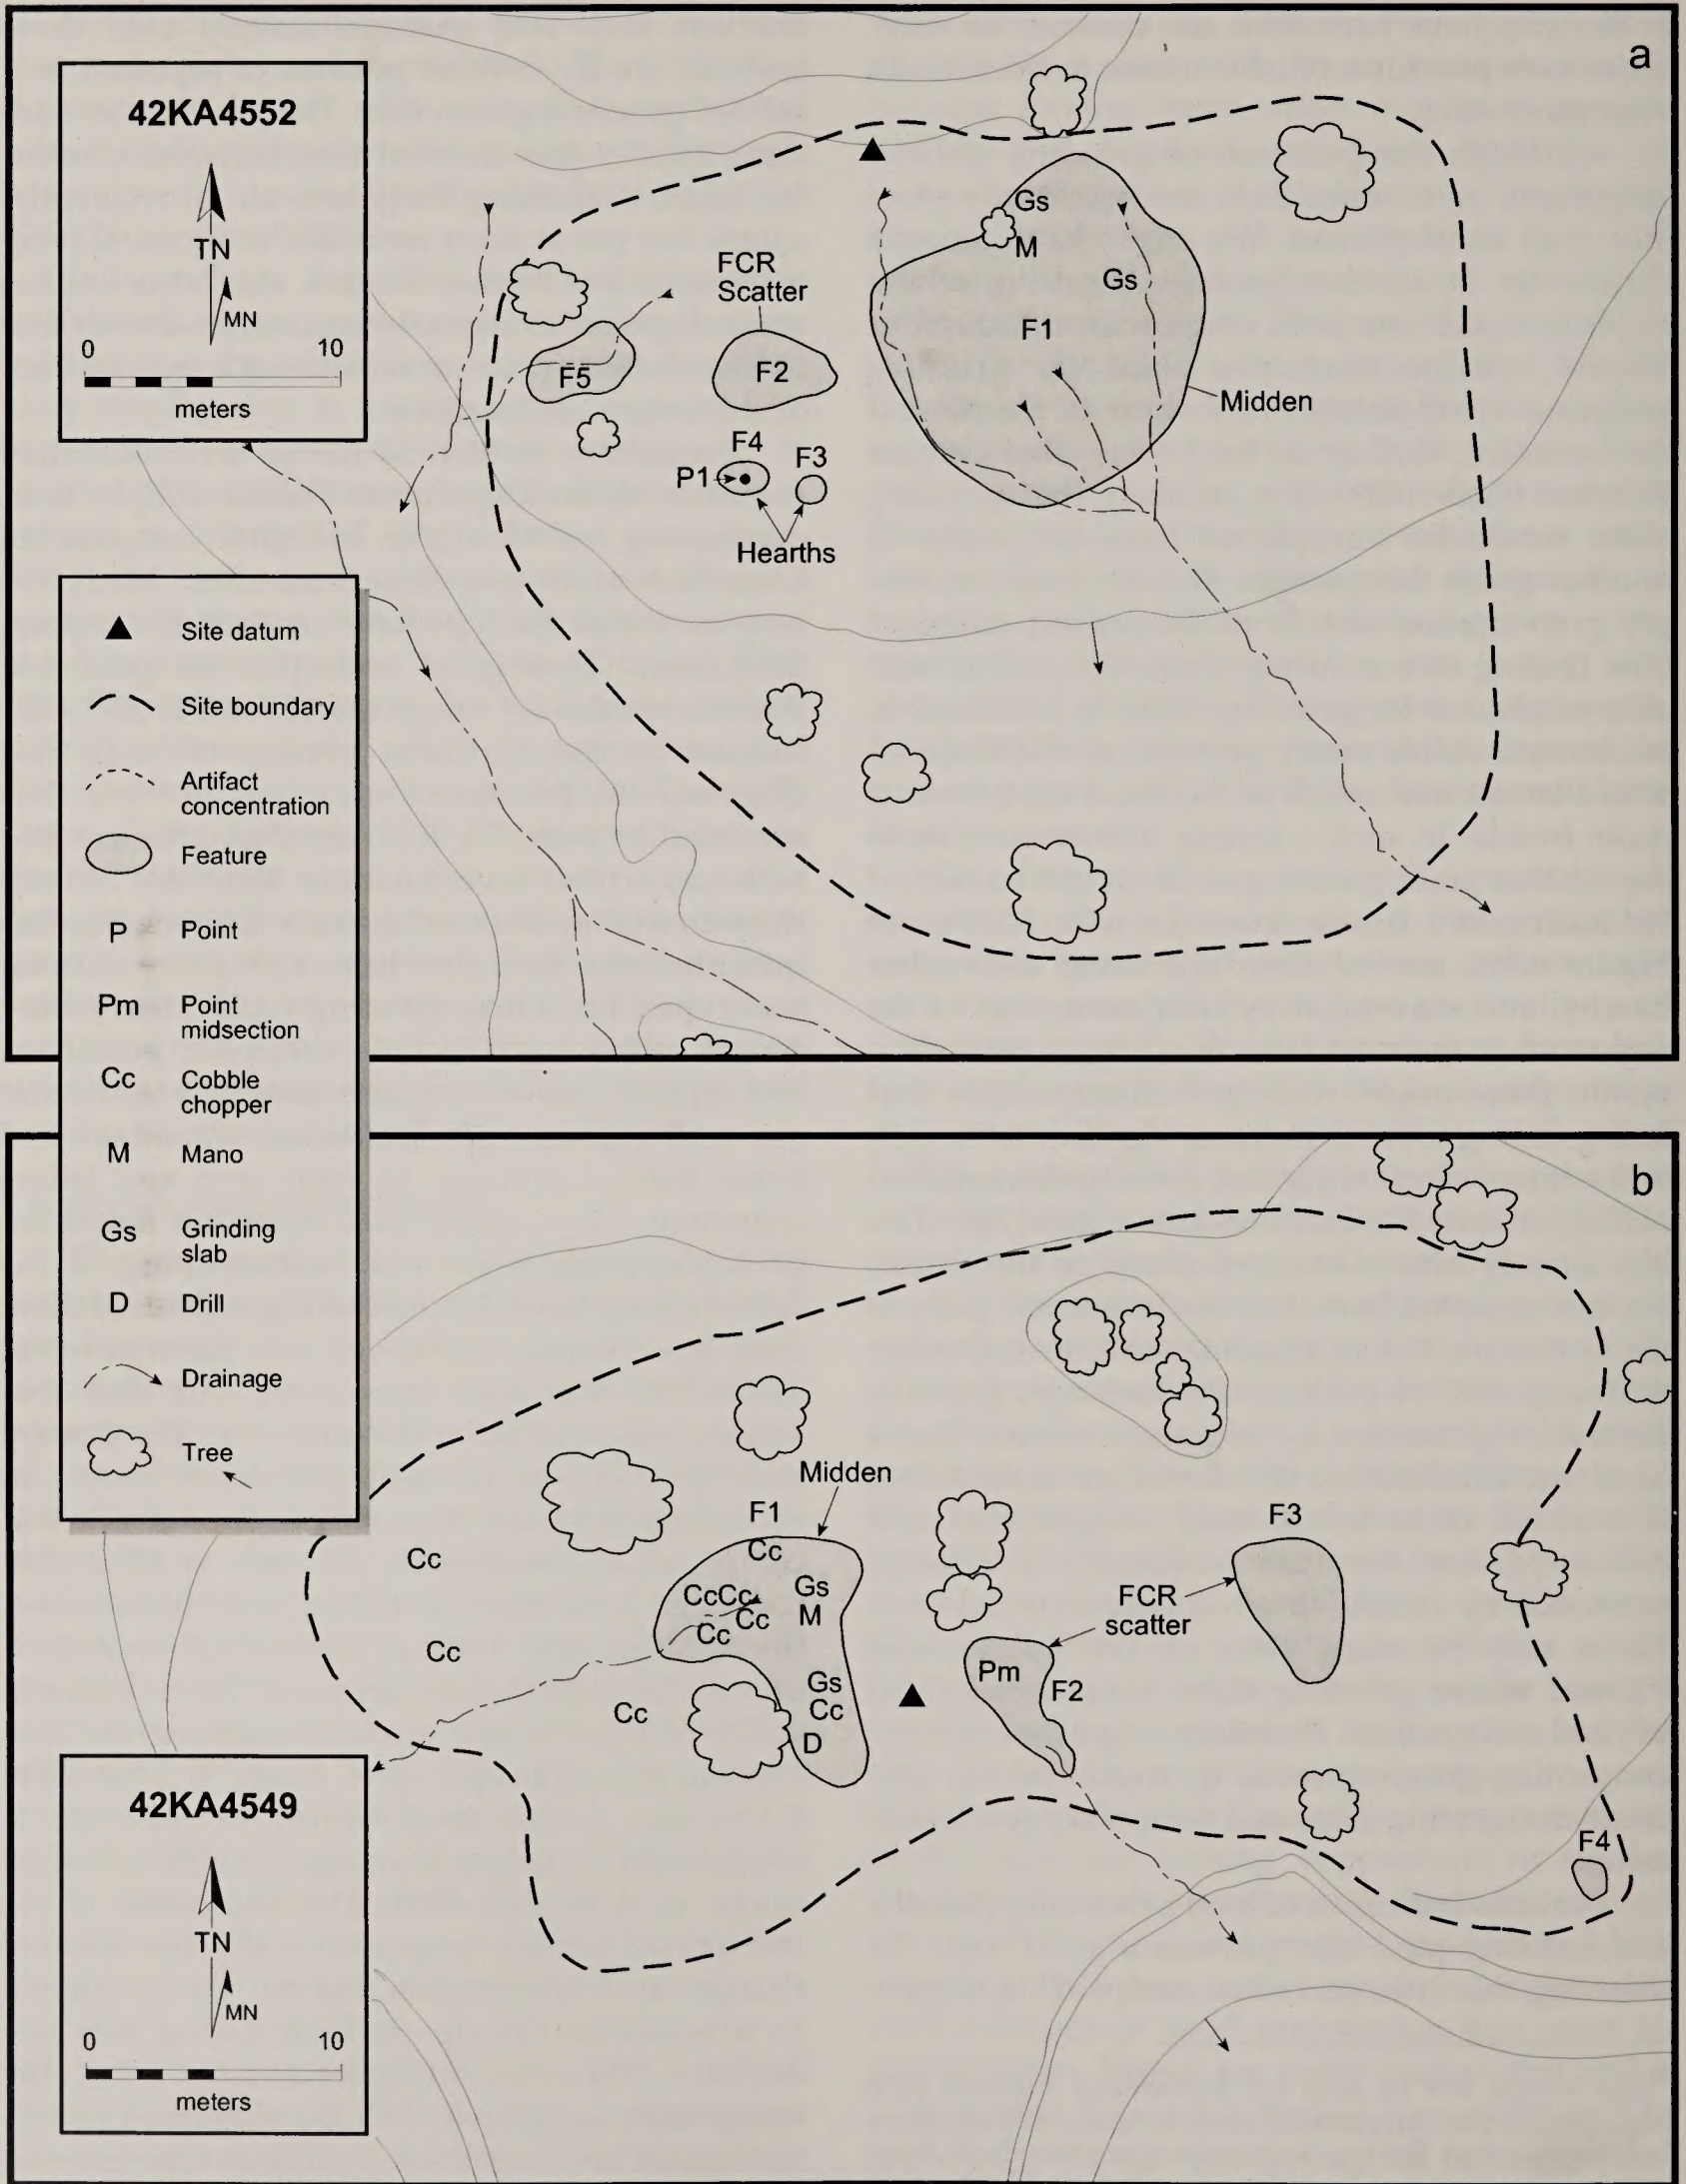 a
42KA4552
TN
MN
0 10
meters
Gs
M
Gs
F1
Midden
FCR
Scatter
F5
F2
F4
F3
P1
Hearths
Site datum
Site boundary
Artifact
concentration
Feature
P Point
Pm Point
midsection
Cc Cobble
chopper
M Mano
Gs Grinding
slab
D Drill
Drainage
Tree
b
Midden
F1
Cc
Cc
CcCc
Cc
Cc
Gs
M
Cc
Cc
Gs
Cc
D
F3
FCR
scatter
Pm
F2
F4
42KA4549
TN
MN
0 10
meters